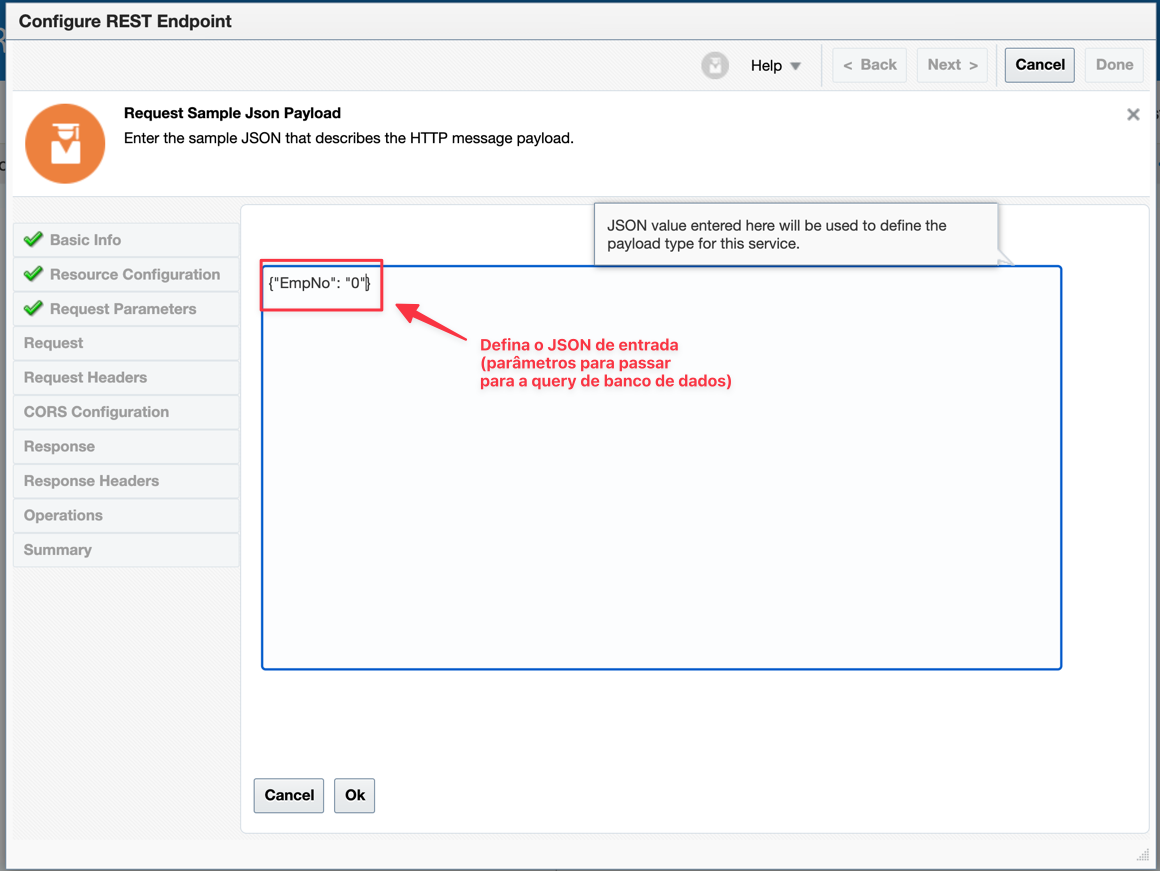 Configure REST Endpoint
Help
< Back
Next >
Cancel
Done
Request Sample Json Payload
Enter the sample JSON that describes the HTTP message payload.
JSON value entered here will be used to define the
payload type for this service.
Basic Info
Resource Configuration
Request Parameters
Request
Request Headers
CORS Configuration
Response
Response Headers
Operations
Summary
{"EmpNo": "0"}
Defina o JSON de entrada
(parâmetros para passar
para a query de banco de dados)
Cancel
Ok